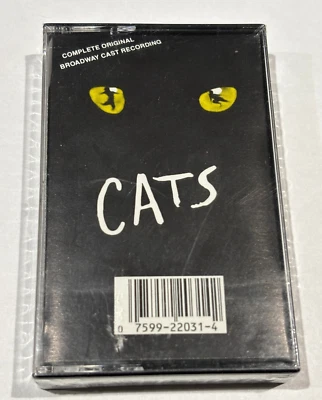 COMPLETE ORIGINAL
BROADWAY CAST RECORDING
CATS
0 7599-22031-4